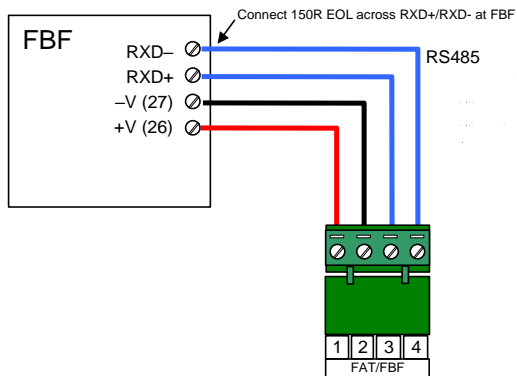 Connect 150R EOL across RXD+/RXD- at FBF
FBF
RXD–
RS485
RXD+
–V (27)
+V (26)
1 2 3 4
FAT/FBF